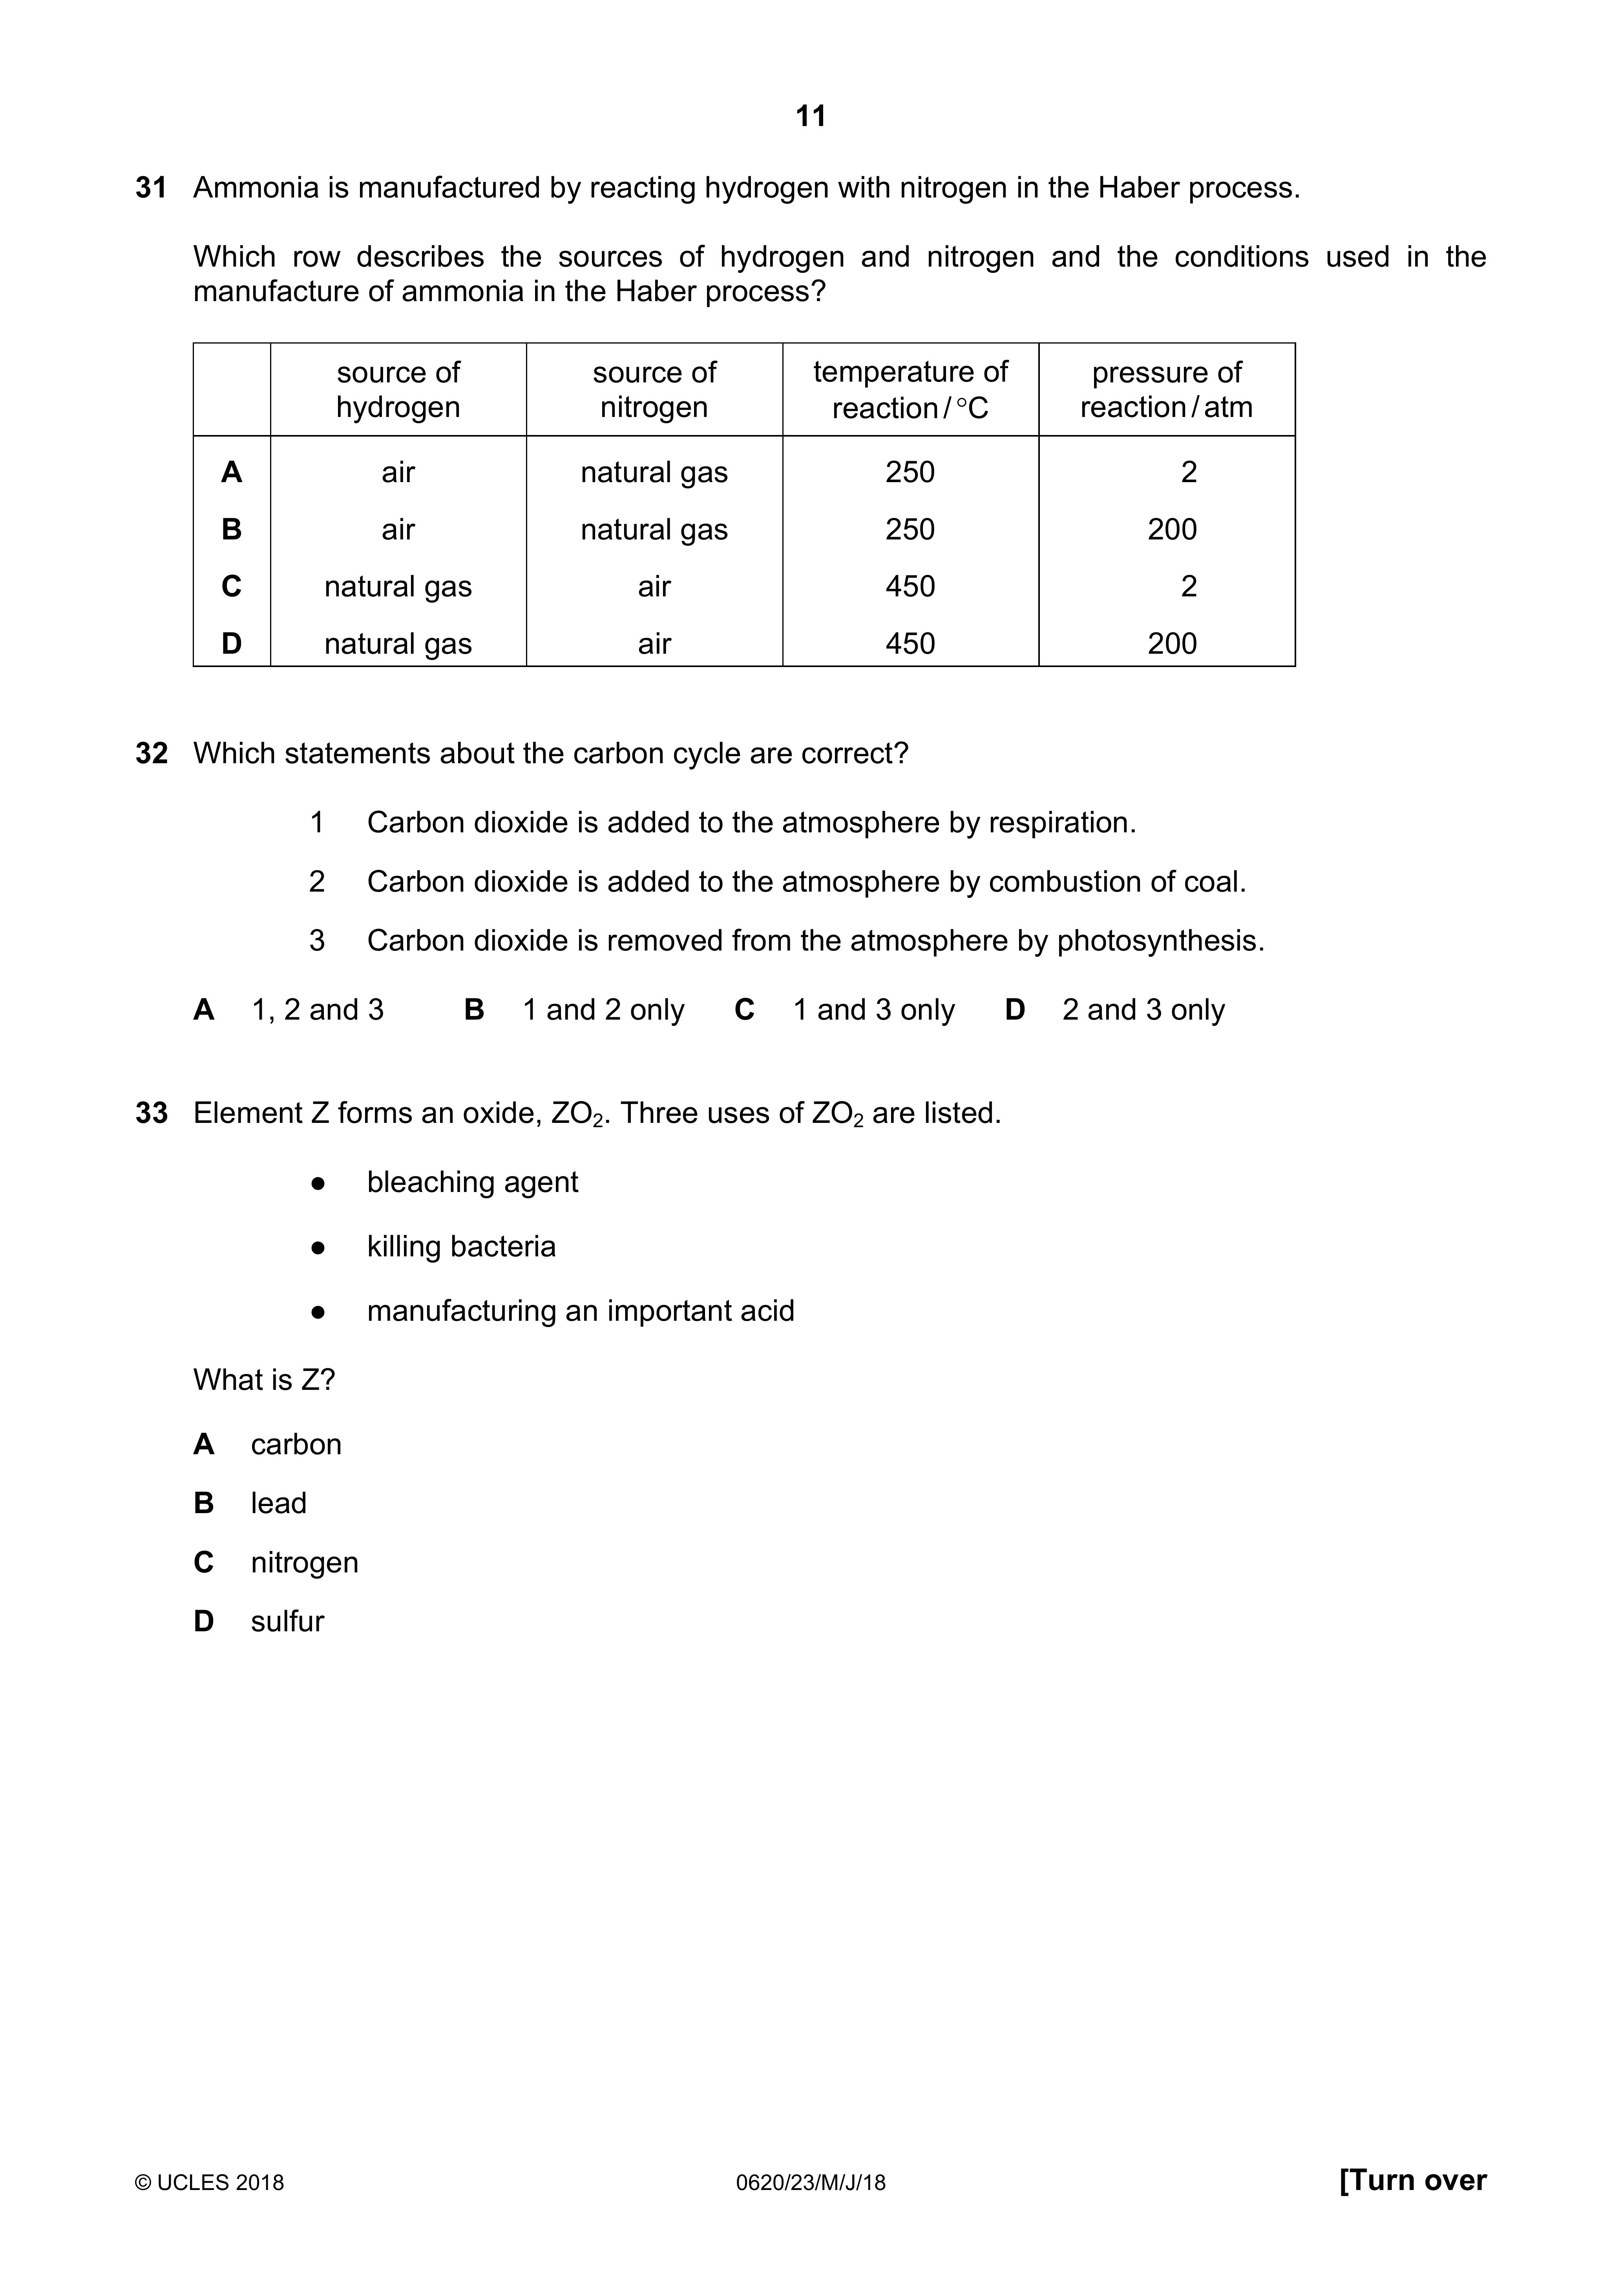 11
31 Ammonia is manufactured by reacting hydrogen with nitrogen in the Haber process.
Which row describes the sources of hydrogen and nitrogen and the conditions used in the
manufacture of ammonia in the Haber process?
source of hydrogen | source of nitrogen | temperature of reaction / °C | pressure of reaction / atm
A air natural gas 250 2
B air natural gas 250 200
C natural gas air 450 2
D natural gas air 450 200
32 Which statements about the carbon cycle are correct?
1 Carbon dioxide is added to the atmosphere by respiration.
2 Carbon dioxide is added to the atmosphere by combustion of coal.
3 Carbon dioxide is removed from the atmosphere by photosynthesis.
A 1, 2 and 3 B 1 and 2 only C 1 and 3 only D 2 and 3 only
33 Element Z forms an oxide, ZO₂. Three uses of ZO₂ are listed.
● bleaching agent
● killing bacteria
● manufacturing an important acid
What is Z?
A carbon
B lead
C nitrogen
D sulfur
© UCLES 2018 0620/23/M/J/18 [Turn over